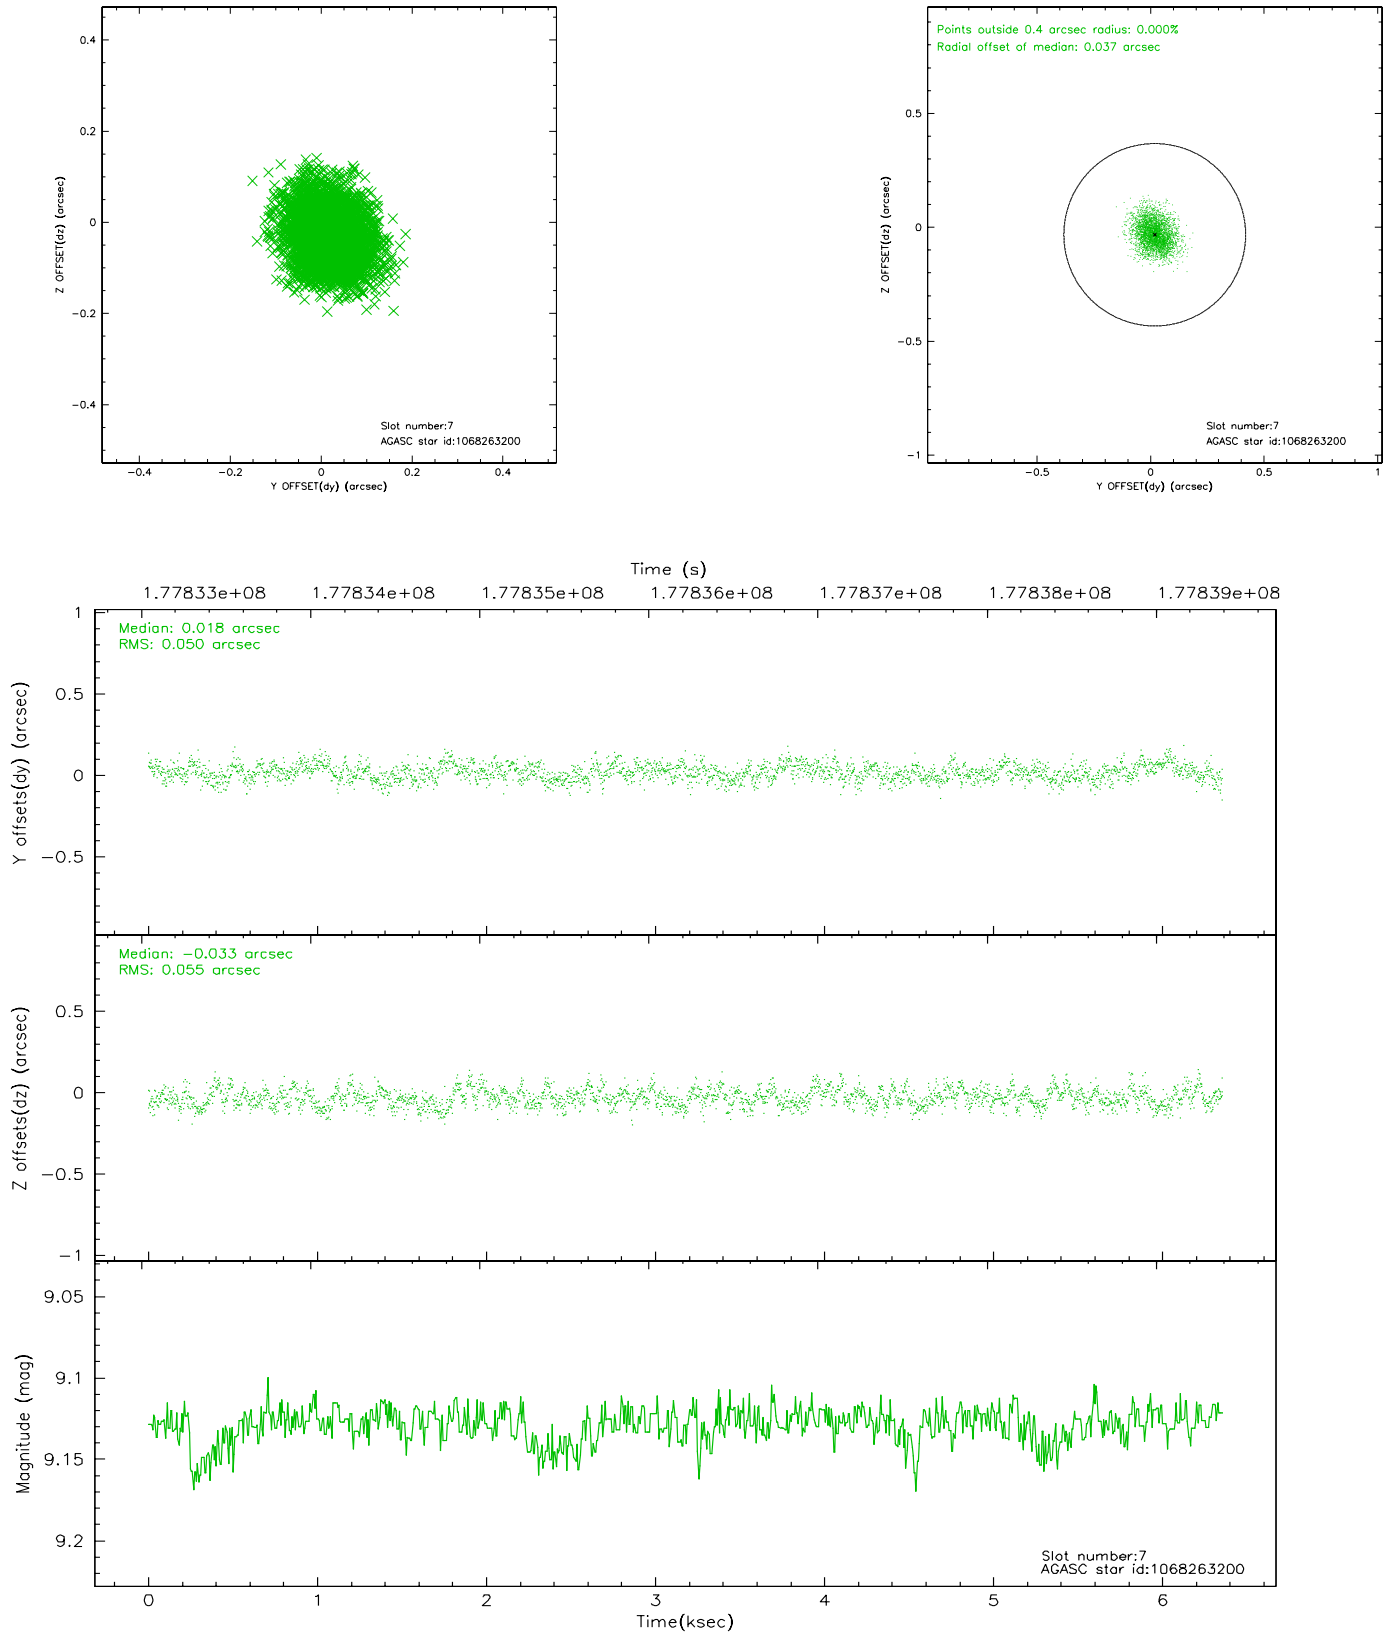 0.4
0.2
0
−0.2
−0.4
Z OFFSET(dz) (arcsec)
−0.4
−0.2
0
0.2
0.4
Y OFFSET(dy) (arcsec)
Slot number:7
AGASC star id:1068263200
Points outside 0.4 arcsec radius: 0.000%
Radial offset of median: 0.037 arcsec
0.5
0
−0.5
−1
Z OFFSET(dz) (arcsec)
−0.5
0
0.5
1
Y OFFSET(dy) (arcsec)
Slot number:7
AGASC star id:1068263200
Time (s)
1.77833e+08 1.77834e+08 1.77835e+08 1.77836e+08 1.77837e+08 1.77838e+08 1.77839e+08
Median: 0.018 arcsec
RMS: 0.050 arcsec
1
0.5
0
−0.5
Y offsets(dy) (arcsec)
Median: −0.033 arcsec
RMS: 0.055 arcsec
0.5
0
−0.5
−1
Z offsets(dz) (arcsec)
9.05
9.1
9.15
9.2
Magnitude (mag)
Slot number:7
AGASC star id:1068263200
0 1 2 3 4 5 6
Time(ksec)